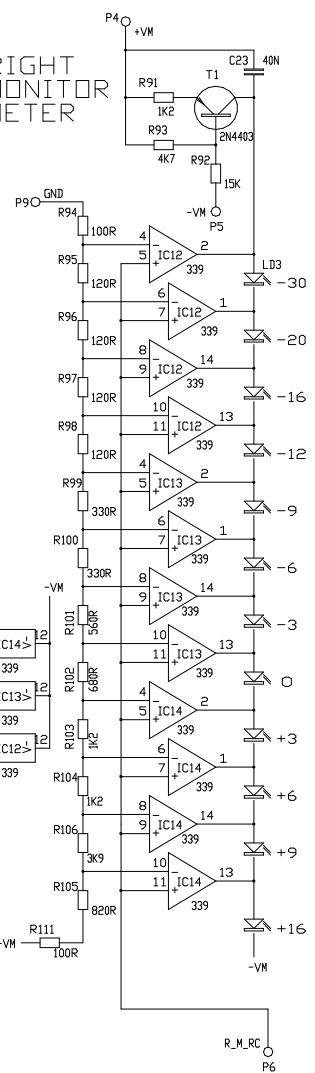 P4
+VM
RIGHT
MONITOR
METER
C23 40N
T1
R91
1K2
2N4403
R93
4K7
R92
15K
-VM
P5
P9 GND
R94
100R
4 2
5 IC12
339
LD3
-30
R95
120R
6 1
7 IC12
339
-20
R96
120R
8 14
9 IC12
339
-16
R97
120R
10 13
11 IC12
339
-12
R98
120R
4 2
5 IC13
339
-9
R99
330R
6 1
7 IC13
339
-6
R100
330R
8 14
9 IC13
339
-3
-VM
R101
560R
10 13
11 IC13
339
0
IC14 V- 12
339
R102
680R
4 2
5 IC14
339
+3
IC13 V- 12
339
R103
1K2
6 1
7 IC14
339
+6
IC12 V- 12
339
R104
1K2
8 14
9 IC14
339
+9
R106
3K9
10 13
11 IC14
339
+16
R105
820R
R111
-VM
100R
-VM
R_M_RC
P6